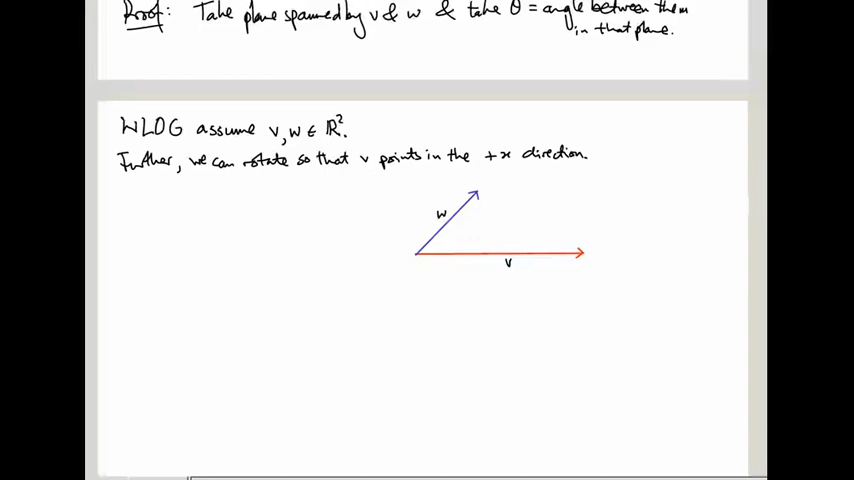 Proof: Take plane spanned by v & w & take θ = angle between them
in that plane.
WLOG assume v, w ∈ ℝ².
Further, we can rotate so that v points in the +x direction.
w
v